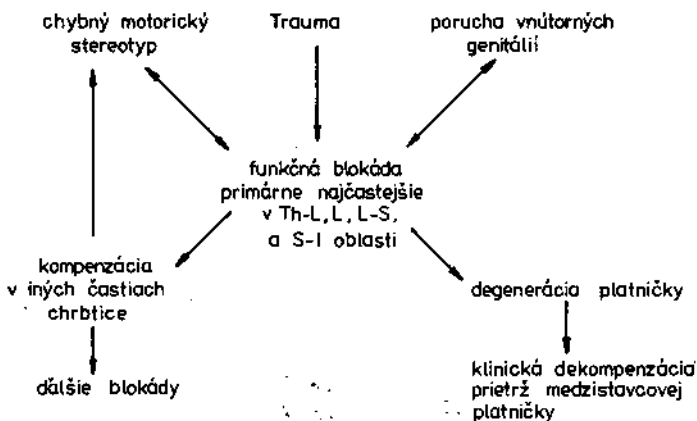 chybný motorický
stereotyp
Trauma
porucha vnútorných
genitálií
funkčná blokáda
primárne najčastejšie
v Th-L, L, L-S,
a S-I oblasti
kompenzácia
v iných častiach
chrbtice
degenerácia platničky
ďalšie blokády
klinická dekompenzácia
prietrž medzistavcovej
platničky